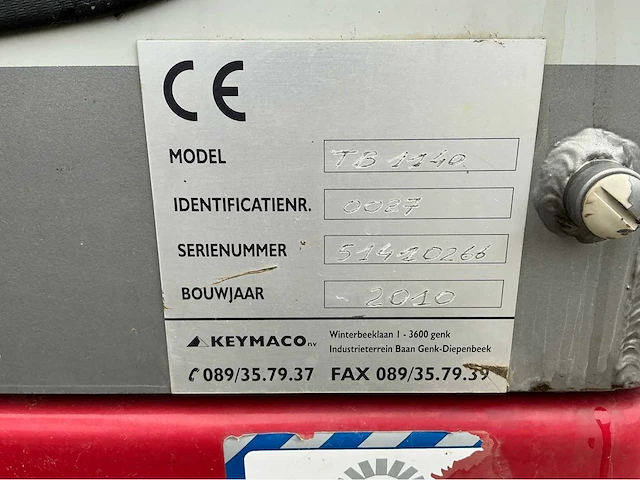 CE
MODEL TB 1140
IDENTIFICATIENR. 0087
SERIENUMMER 51410266
BOUWJAAR 2010
KEYMACO nv Winterbeeklaan 1 - 3600 genk
Industrieterrein Baan Genk-Diepenbeek
089/35.79.37 FAX 089/35.79.39